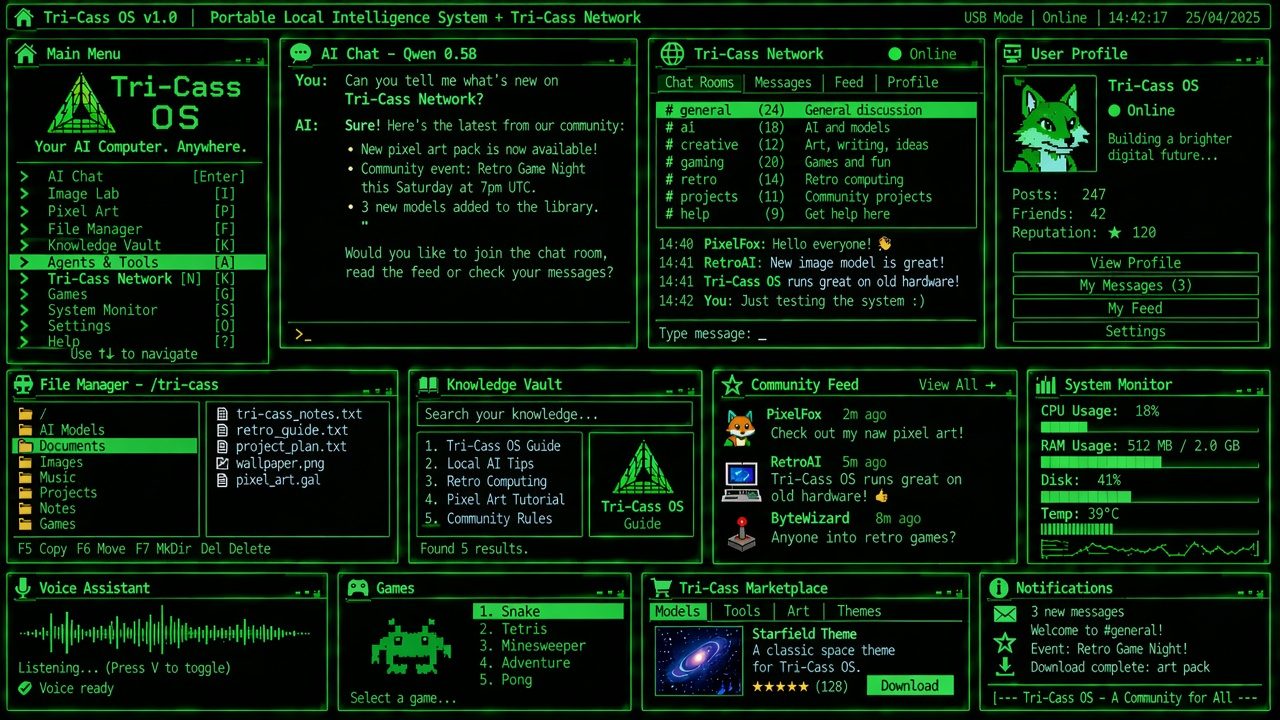 Tri-Cass OS v1.0 | Portable Local Intelligence System + Tri-Cass Network
USB Mode | Online | 14:42:17 25/04/2025
Main Menu
Tri-Cass
OS
Your AI Computer. Anywhere.
> AI Chat [Enter]
> Image Lab [I]
> Pixel Art [P]
> File Manager [F]
> Knowledge Vault [K]
> Agents & Tools [A]
> Tri-Cass Network [N] [K]
> Games [G]
> System Monitor [S]
> Settings [O]
> Help [?]
Use ↑↓ to navigate
AI Chat – Qwen 0.58
You: Can you tell me what's new on
Tri-Cass Network?
AI: Sure! Here's the latest from our community:
• New pixel art pack is now available!
• Community event: Retro Game Night
this Saturday at 7pm UTC.
• 3 new models added to the library.
"
Would you like to join the chat room,
read the feed or check your messages?
>_
Tri-Cass Network
Online
Chat Rooms | Messages | Feed | Profile
# general (24) General discussion
# ai (18) AI and models
# creative (12) Art, writing, ideas
# gaming (20) Games and fun
# retro (14) Retro computing
# projects (11) Community projects
# help (9) Get help here
14:40 PixelFox: Hello everyone! 👋
14:41 RetroAI: New image model is great!
14:41 Tri-Cass OS runs great on old hardware!
14:42 You: Just testing the system :)
Type message: _
User Profile
Tri-Cass OS
Online
Building a brighter
digital future...
Posts: 247
Friends: 42
Reputation: ★ 120
View Profile
My Messages (3)
My Feed
Settings
File Manager – /tri-cass
/
AI Models
Documents
Images
Music
Projects
Notes
Games
tri-cass_notes.txt
retro_guide.txt
project_plan.txt
wallpaper.png
pixel_art.gal
F5 Copy F6 Move F7 MkDir Del Delete
Knowledge Vault
Search your knowledge...
1. Tri-Cass OS Guide
2. Local AI Tips
3. Retro Computing
4. Pixel Art Tutorial
5. Community Rules
Tri-Cass OS
Guide
Found 5 results.
Community Feed
View All →
PixelFox 2m ago
Check out my naw pixel art!
RetroAI 5m ago
Tri-Cass OS runs great on
old hardware! 👍
ByteWizard 8m ago
Anyone into retro games?
System Monitor
CPU Usage: 18%
RAM Usage: 512 MB / 2.0 GB
Disk: 41%
Temp: 39°C
Voice Assistant
Listening... (Press V to toggle)
Voice ready
Games
1. Snake
2. Tetris
3. Minesweeper
4. Adventure
5. Pong
Select a game...
Tri-Cass Marketplace
Models | Tools | Art | Themes
Starfield Theme
A classic space theme
for Tri-Cass OS.
★★★★★ (128)
Download
Notifications
3 new messages
Welcome to #general!
Event: Retro Game Night!
Download complete: art pack
[--- Tri-Cass OS – A Community for All ---